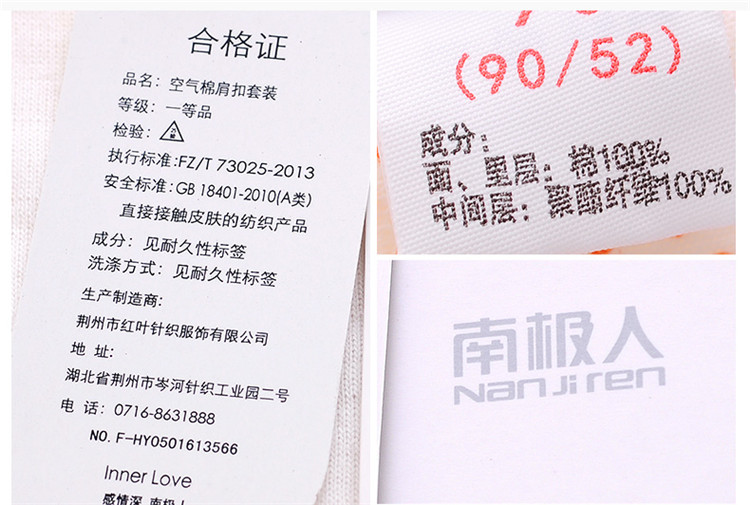 合格证
品名：空气棉肩扣套装
等级：一等品
检验：
执行标准:FZ/T 73025-2013
安全标准:GB 18401-2010(A类)
直接接触皮肤的纺织产品
成分：见耐久性标签
洗涤方式：见耐久性标签
生产制造商：
荆州市红叶针织服饰有限公司
地 址:
湖北省荆州市岑河针织工业园二号
电 话：0716-8631888
NO. F-HY0501613566
Inner Love
感情深 南极人
(90/52)
成分：
面、里层：棉100%
中间层：聚酯纤维100%
南极人
NanJiren